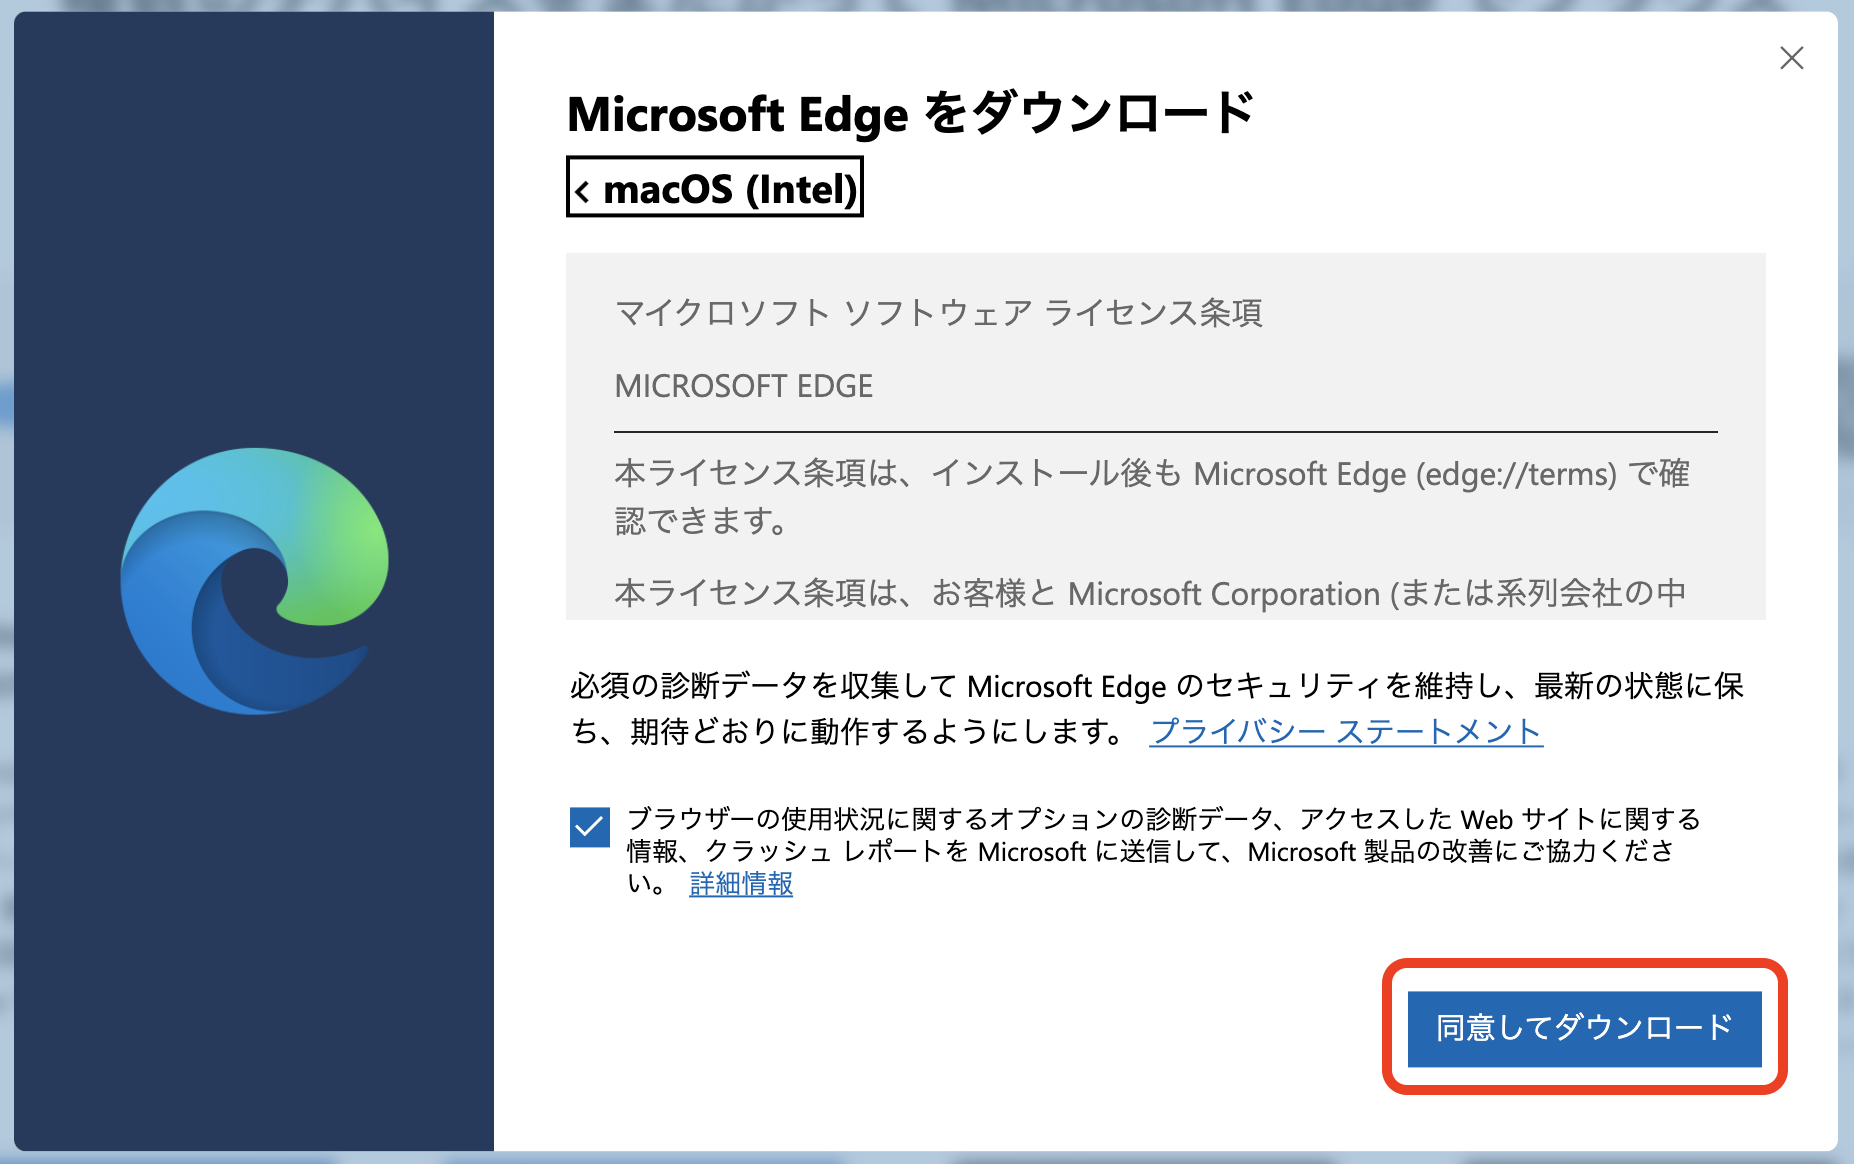 Microsoft Edge をダウンロード
‹ macOS (Intel)
マイクロソフト ソフトウェア ライセンス条項
MICROSOFT EDGE
本ライセンス条項は、インストール後も Microsoft Edge (edge://terms) で確
認できます。
本ライセンス条項は、お客様と Microsoft Corporation (または系列会社の中
必須の診断データを収集して Microsoft Edge のセキュリティを維持し、最新の状態に保
ち、期待どおりに動作するようにします。 プライバシー ステートメント
ブラウザーの使用状況に関するオプションの診断データ、アクセスした Web サイトに関する
情報、クラッシュ レポートを Microsoft に送信して、Microsoft 製品の改善にご協力くださ
い。 詳細情報
同意してダウンロード